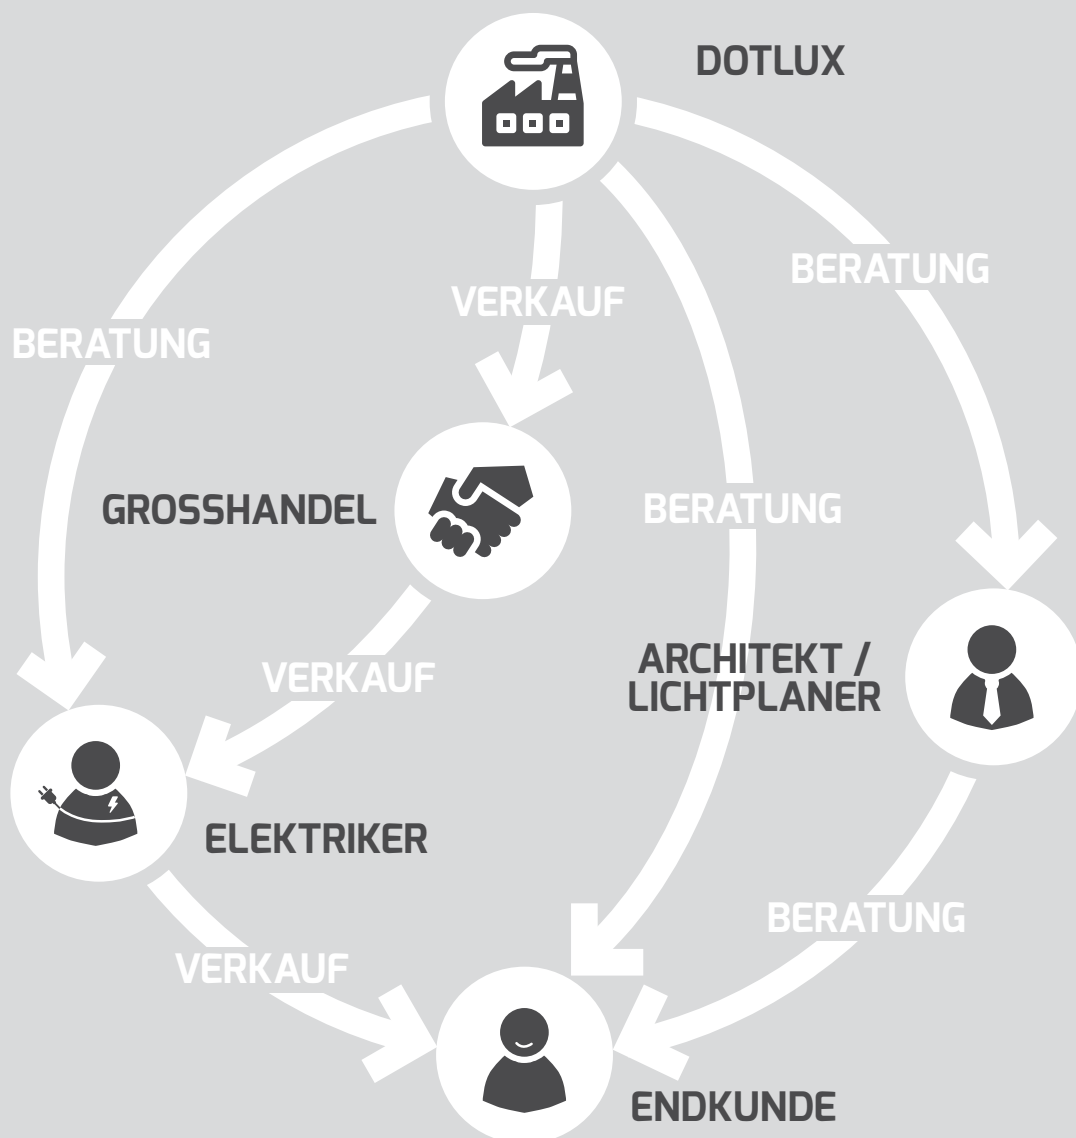 DOTLUX
BERATUNG
VERKAUF
BERATUNG
GROSSHANDEL
BERATUNG
ARCHITEKT /
LICHTPLANER
VERKAUF
ELEKTRIKER
BERATUNG
VERKAUF
ENDKUNDE